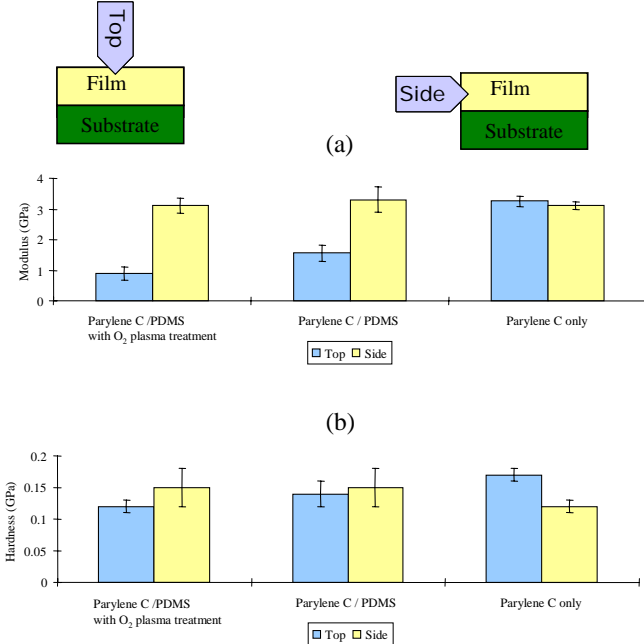 Top
Film
Substrate
Side
Film
Substrate
(a)
4
3
2
1
0
Modulus (GPa)
Parylene C /PDMS
with O₂ plasma treatment
Parylene C / PDMS
Parylene C only
Top Side
(b)
0.2
0.15
0.1
0.05
0
Hardness (GPa)
Parylene C /PDMS
with O₂ plasma treatment
Parylene C / PDMS
Parylene C only
Top Side